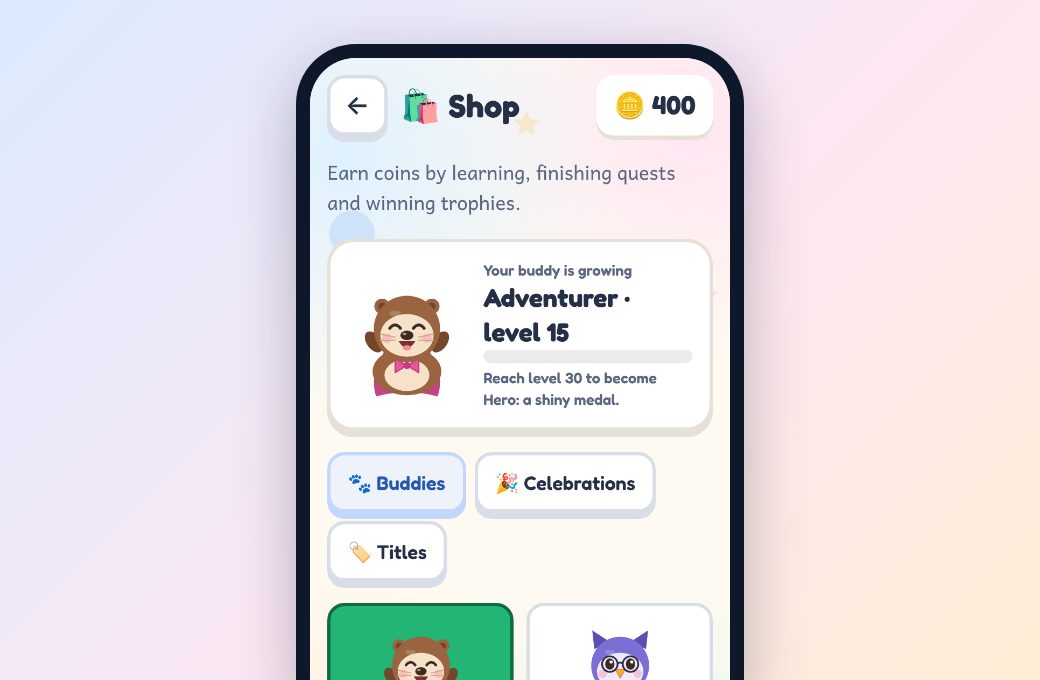 Shop
400
Earn coins by learning, finishing quests
and winning trophies.
Your buddy is growing
Adventurer ·
level 15
Reach level 30 to become
Hero: a shiny medal.
Buddies
Celebrations
Titles